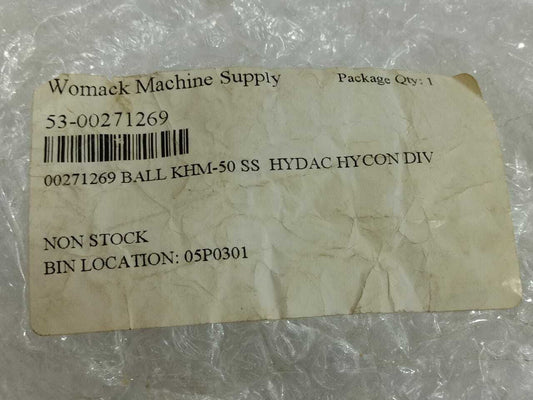 Womack Machine Supply Package Qty: 1
53-00271269
00271269 BALL KHM-50 SS HYDAC HYCON DIV
NON STOCK
BIN LOCATION: 05P0301